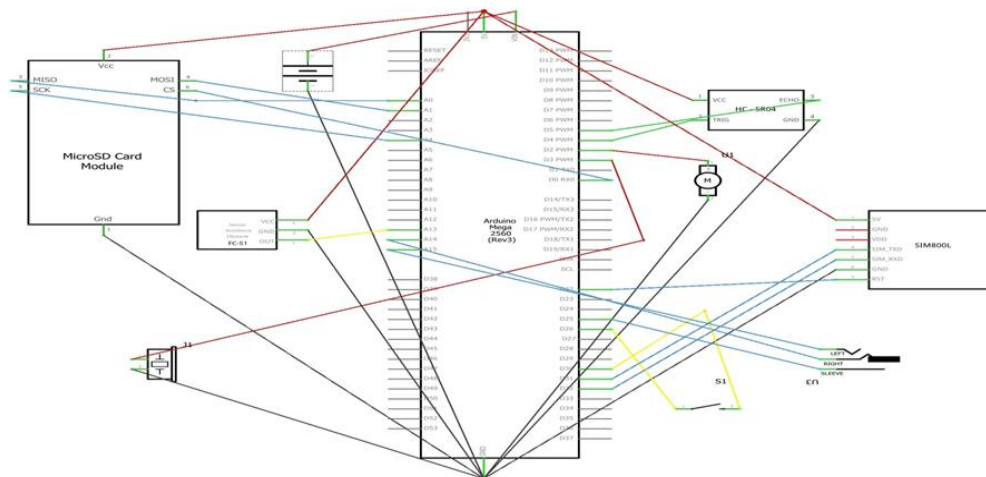 Vcc
MISO
SCK
MOSI
CS
MicroSD Card
Module
Gnd
VCC
GND
OUT
FC-51
J1
RESET
AREF
IOREF
A0
A1
A2
A3
A4
A5
A6
A7
A8
A9
A10
A11
A12
A13
A14
A15
D38
D39
D40
D41
D42
D43
D44
D45
D46
D47
D48
D49
D50
D51
D52
D53
5V
VIN
Arduino
Mega
2560
(Rev3)
GND
D13 PWM
D12 PWM
D11 PWM
D10 PWM
D9 PWM
D8 PWM
D7 PWM
D6 PWM
D5 PWM
D4 PWM
D2 PWM
D3 PWM
D0 RX0
D14/TX3
D15/RX3
D16 PWM/TX2
D17 PWM/RX2
D18/TX1
D19/RX1
SCL
D22
D23
D24
D25
D26
D27
D28
D29
D30
D31
D32
D33
D34
D35
D36
D37
VCC
TRIG
ECHO
GND
HC - SR04
U1
M
5V
GND
VDD
SIM_TXD
SIM_RXD
GND
RST
SIM800L
LEFT
RIGHT
SLEEVE
S1